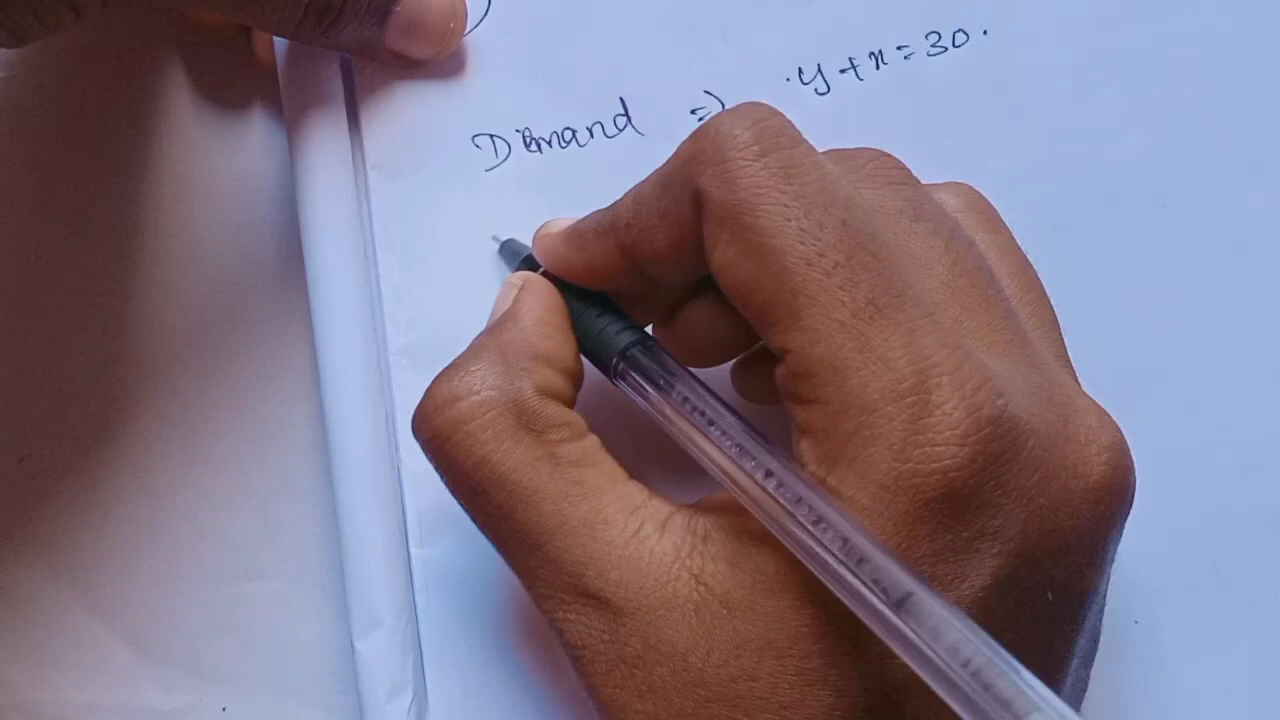 Demand => y + x = 30.